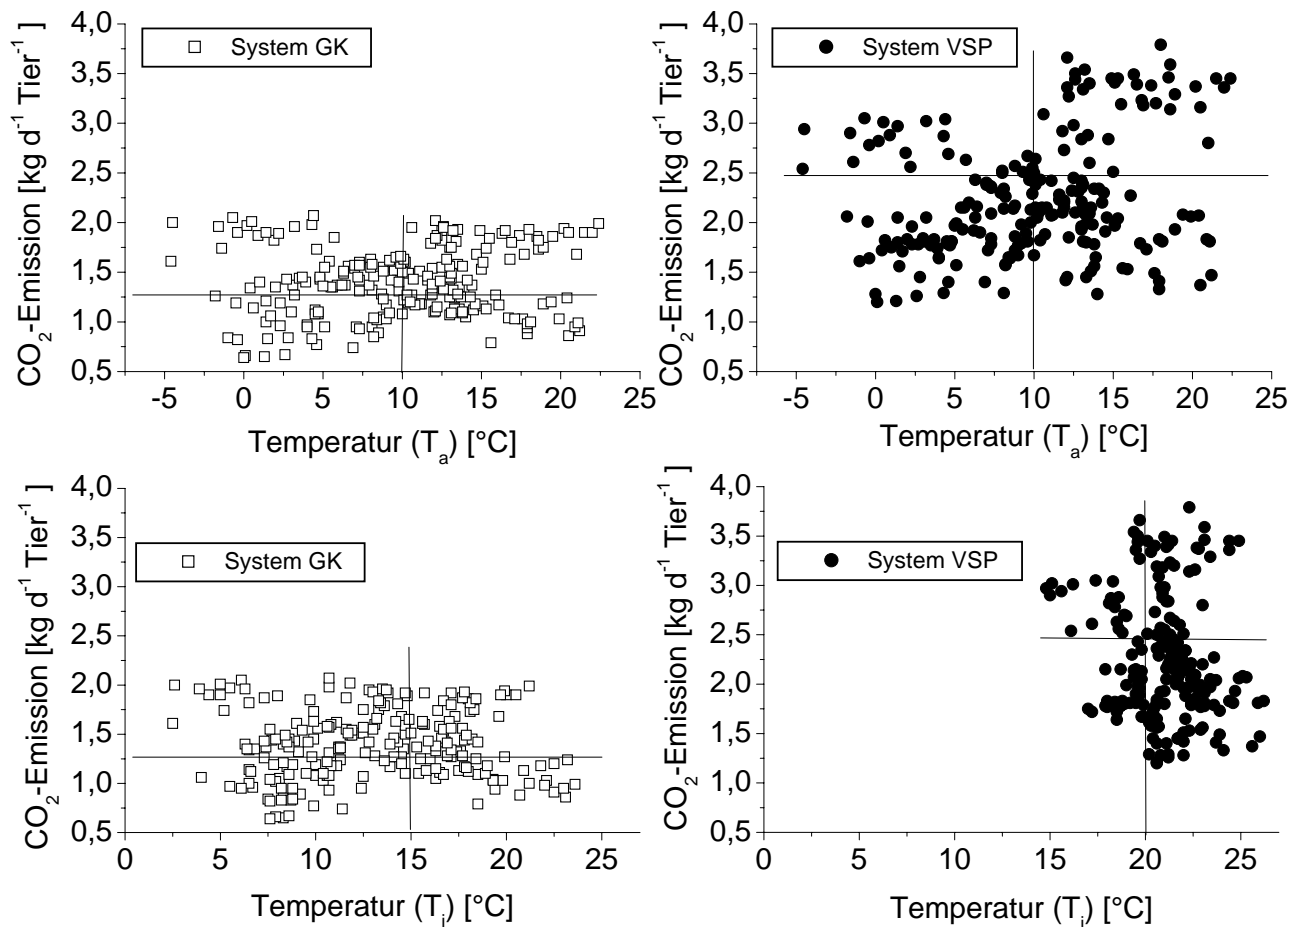 System GK
CO₂-Emission [kg d⁻¹ Tier⁻¹ ]
4,0
3,5
3,0
2,5
2,0
1,5
1,0
0,5
-5 0 5 10 15 20 25
Temperatur (Tₐ) [°C]
System VSP
CO₂-Emission [kg d⁻¹ Tier⁻¹ ]
4,0
3,5
3,0
2,5
2,0
1,5
1,0
0,5
-5 0 5 10 15 20 25
Temperatur (Tₐ) [°C]
System GK
CO₂-Emission [kg d⁻¹ Tier⁻¹ ]
4,0
3,5
3,0
2,5
2,0
1,5
1,0
0,5
0 5 10 15 20 25
Temperatur (Tᵢ) [°C]
System VSP
CO₂-Emission [kg d⁻¹ Tier⁻¹ ]
4,0
3,5
3,0
2,5
2,0
1,5
1,0
0,5
0 5 10 15 20 25
Temperatur (Tᵢ) [°C]